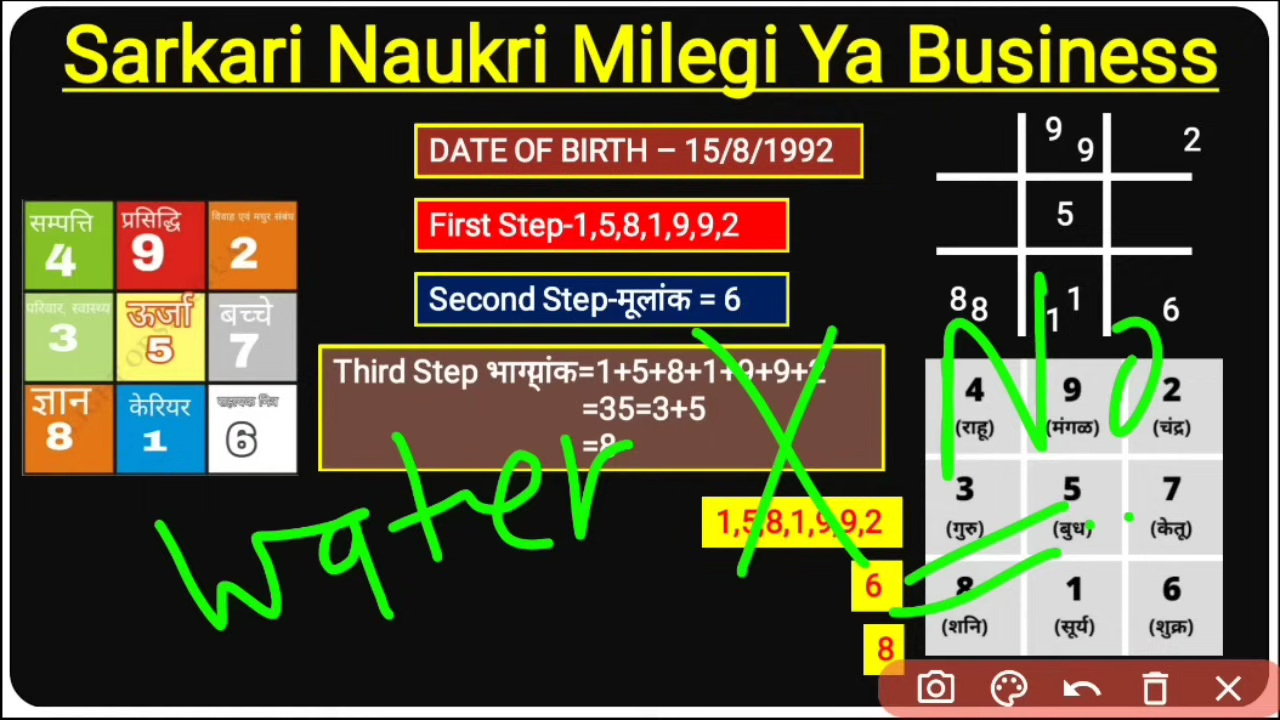 Sarkari Naukri Milegi Ya Business
DATE OF BIRTH – 15/8/1992
First Step-1,5,8,1,9,9,2
Second Step-मूलांक = 6
Third Step भाग्यांक=1+5+8+1+9+9+2
=35=3+5
=8
1,5,8,1,9,9,2
6
8
सम्पत्ति प्रसिद्धि विवाह एवं मधुर संबंध
4 9 2
परिवार, स्वास्थ्य ऊर्जा बच्चे
3 5 7
ज्ञान केरियर
8 1 6
9 9 2
5
8 8 1 1 6
4 9 2
(राहू) (मंगळ) (चंद्र)
3 5 7
(गुरु) (बुध) (केतू)
8 1 6
(शनि) (सूर्य) (शुक्र)
water
No